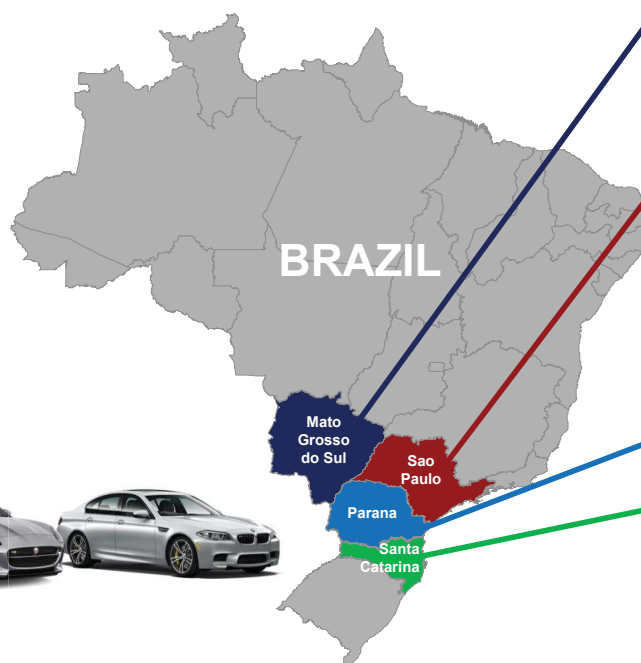 BRAZIL
Mato
Grosso
do Sul
Sao
Paulo
Parana
Santa
Catarina